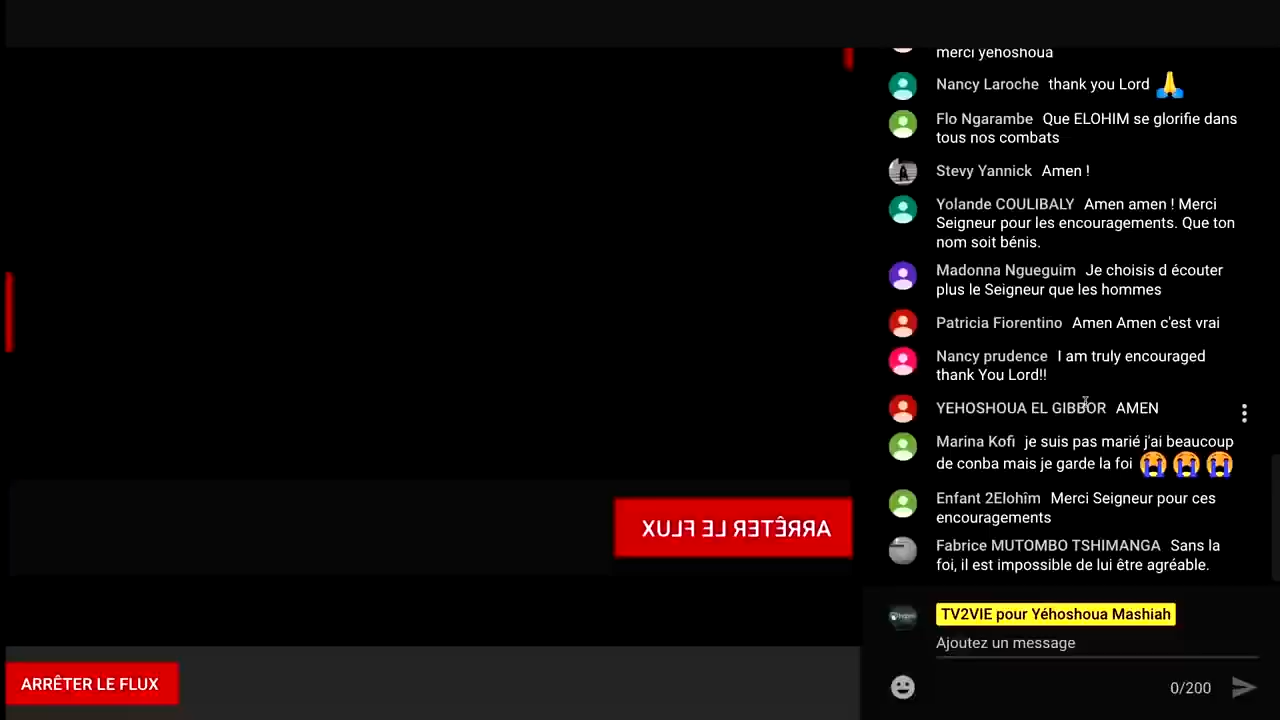 merci yehoshoua
Nancy Laroche thank you Lord 🙏
Flo Ngarambe Que ELOHIM se glorifie dans
tous nos combats
Stevy Yannick Amen !
Yolande COULIBALY Amen amen ! Merci
Seigneur pour les encouragements. Que ton
nom soit bénis.
Madonna Ngueguim Je choisis d écouter
plus le Seigneur que les hommes
Patricia Fiorentino Amen Amen c'est vrai
Nancy prudence I am truly encouraged
thank You Lord!!
YEHOSHOUA EL GIBBOR AMEN
Marina Kofi je suis pas marié j'ai beaucoup
de conba mais je garde la foi 😭😭😭
Enfant 2Elohîm Merci Seigneur pour ces
encouragements
Fabrice MUTOMBO TSHIMANGA Sans la
foi, il est impossible de lui être agréable.
TV2VIE pour Yéhoshoua Mashiah
Ajoutez un message
0/200
ARRÊTER LE FLUX
ARRÊTER LE FLUX